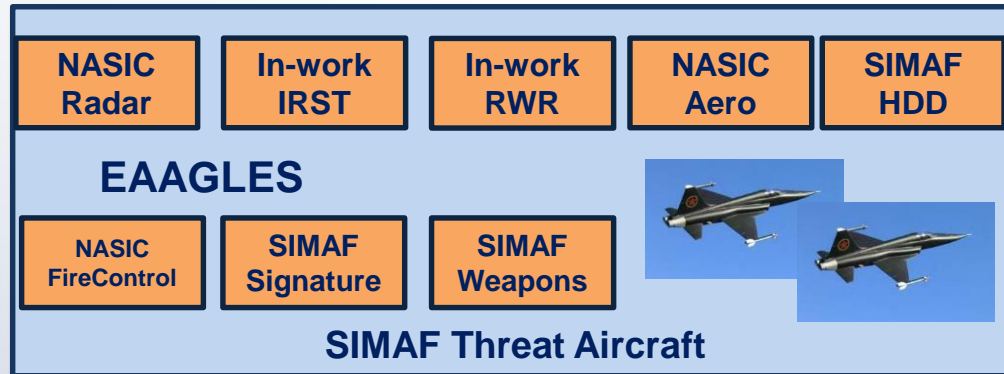 NASIC
Radar
In-work
IRST
In-work
RWR
NASIC
Aero
SIMAF
HDD
EAAGLES
NASIC
FireControl
SIMAF
Signature
SIMAF
Weapons
SIMAF Threat Aircraft